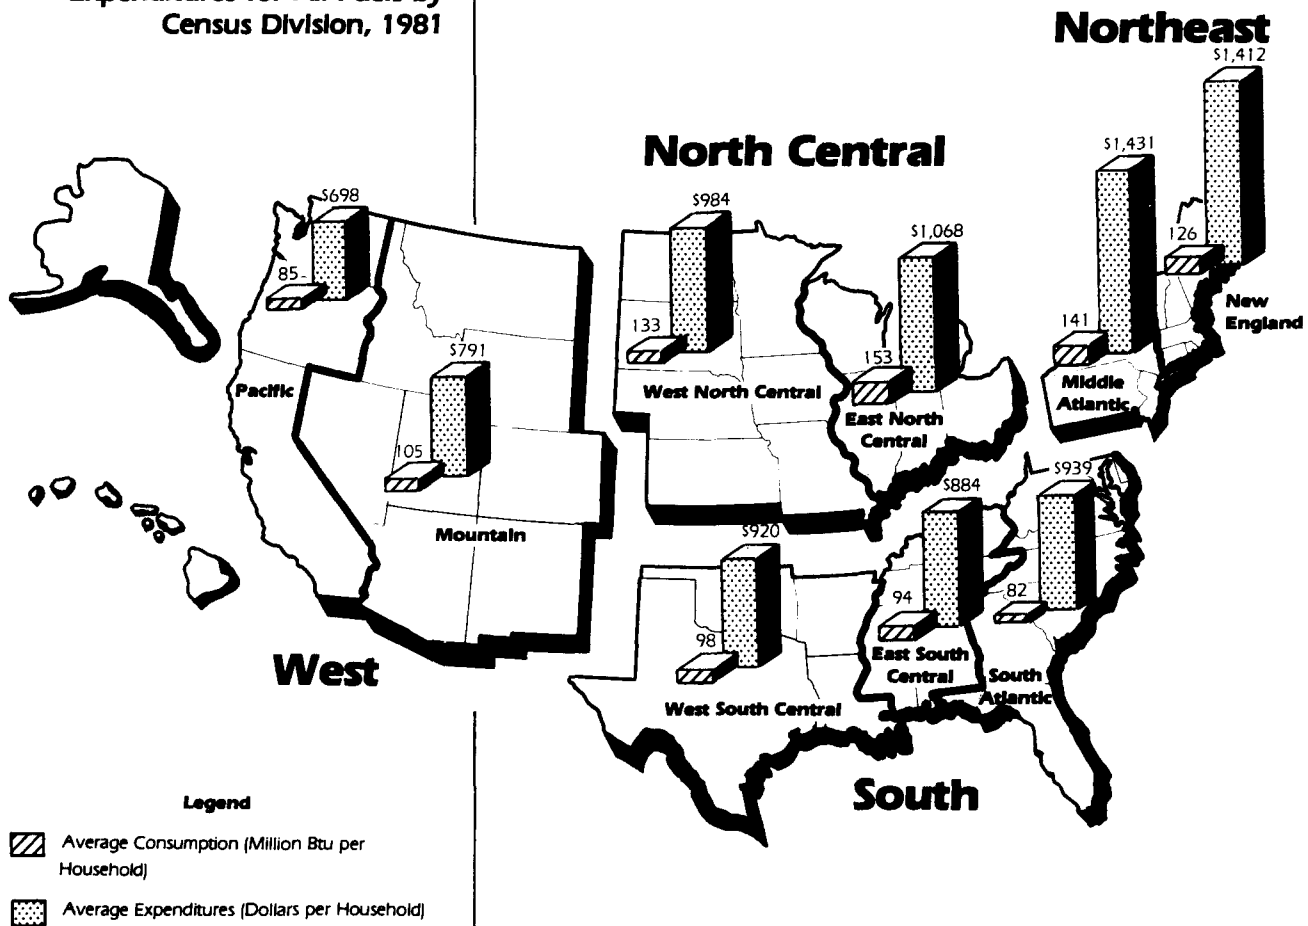 Census Division, 1981
Northeast
$1,412
North Central
$1,431
$698
$984
$1,068
126
85
New
England
133
141
$791
153
Pacific
West North Central
Middle
Atlantic
East North
Central
105
$939
$884
Mountain
$920
94
82
98
West
East South
Central
South
Atlantic
West South Central
South
Legend
Average Consumption (Million Btu per
Household)
Average Expenditures (Dollars per Household)